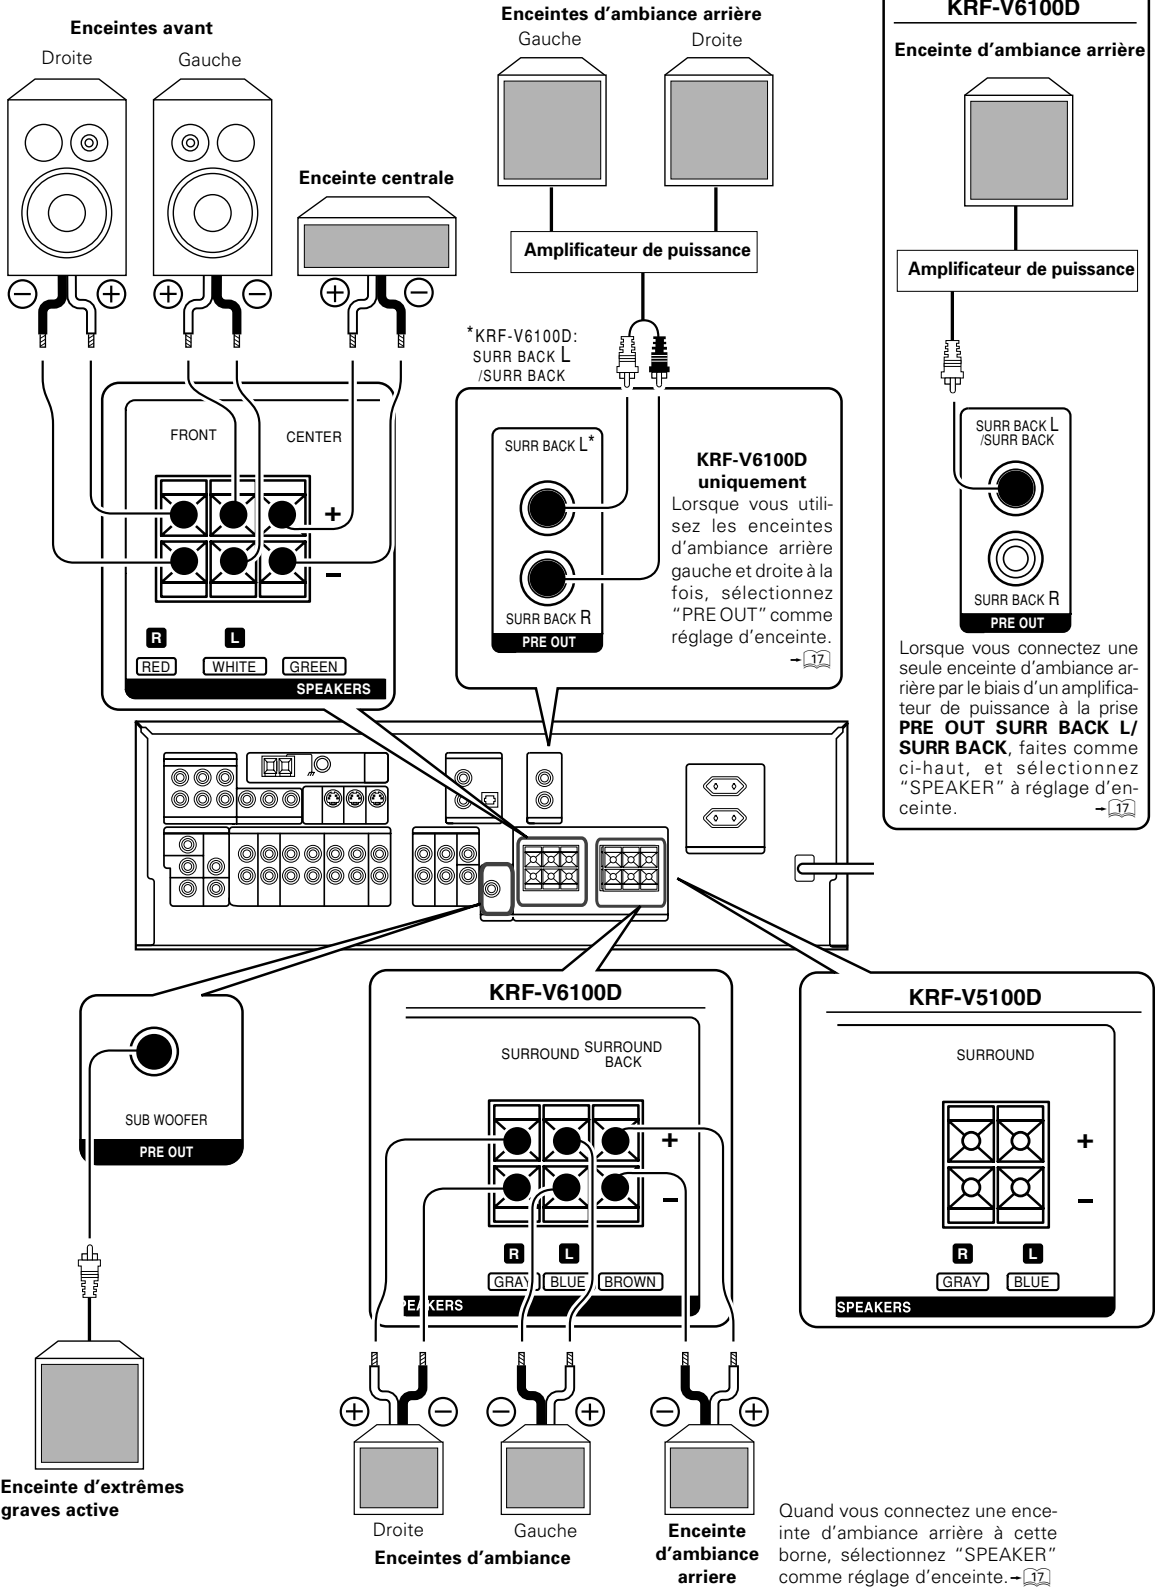 Enceintes avant
Droite
Gauche
Enceintes d'ambiance arrière
Gauche
Droite
KRF-V6100D
Enceinte d'ambiance arrière
Enceinte centrale
Amplificateur de puissance
Amplificateur de puissance
*KRF-V6100D:
SURR BACK L
/SURR BACK
FRONT
CENTER
+
–
R
L
RED
WHITE
GREEN
SPEAKERS
SURR BACK L*
SURR BACK R
PRE OUT
KRF-V6100D
uniquement
Lorsque vous utili-
sez les enceintes
d'ambiance arrière
gauche et droite à la
fois, sélectionnez
“PRE OUT” comme
réglage d'enceinte.
→ 17
SURR BACK L
/SURR BACK
SURR BACK R
PRE OUT
Lorsque vous connectez une
seule enceinte d'ambiance ar-
rière par le biais d'un amplifica-
teur de puissance à la prise
PRE OUT SURR BACK L/
SURR BACK, faites comme
ci-haut, et sélectionnez
“SPEAKER” à réglage d'en-
ceinte. → 17
SUB WOOFER
PRE OUT
Enceinte d'extrêmes
graves active
KRF-V6100D
SURROUND
SURROUND
BACK
+
–
R
L
GRAY
BLUE
BROWN
SPEAKERS
KRF-V5100D
SURROUND
+
–
R
L
GRAY
BLUE
SPEAKERS
Droite
Gauche
Enceintes d'ambiance
Enceinte
d'ambiance
arriere
Quand vous connectez une ence-
inte d'ambiance arrière à cette
borne, sélectionnez “SPEAKER”
comme réglage d'enceinte.→ 17